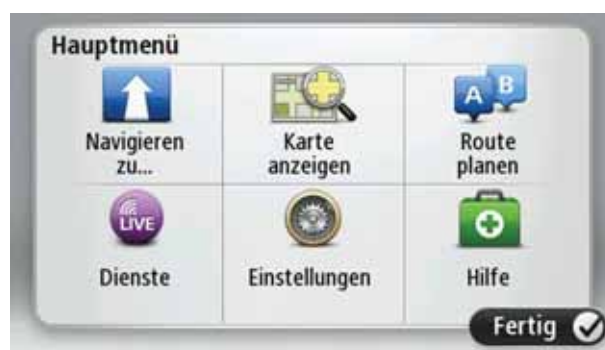 Hauptmenü
Navigieren zu...
Karte anzeigen
Route planen
A B
LIVE
Dienste
Einstellungen
Hilfe
Fertig